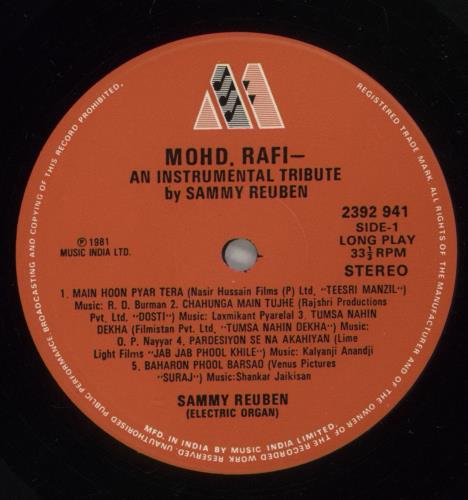 MOHD. RAFI—
AN INSTRUMENTAL TRIBUTE
by SAMMY REUBEN
2392 941
SIDE-1
LONG PLAY
33⅓ RPM
STEREO
Ⓟ 1981
MUSIC INDIA LTD.
1. MAIN HOON PYAR TERA (Nasir Hussain Films (P) Ltd, "TEESRI MANZIL")
Music: R. D. Burman 2. CHAHUNGA MAIN TUJHE (Rajshri Productions
Pvt. Ltd, "DOSTI") Music: Laxmikant Pyarelal 3. TUMSA NAHIN
DEKHA (Filmistan Pvt. Ltd, "TUMSA NAHIN DEKHA") Music:
O. P. Nayyar 4. PARDESIYON SE NA AKAHIYAN (Lime
Light Films "JAB JAB PHOOL KHILE") Music: Kalyanji Anandji
5. BAHARON PHOOL BARSAO (Venus Pictures
"SURAJ") Music:Shankar Jaikisan
SAMMY REUBEN
(ELECTRIC ORGAN)
MFD. IN INDIA BY MUSIC INDIA LIMITED.
REGISTERED TRADE MARK. ALL RIGHTS OF THE MANUFACTURER AND OF THE OWNER OF THE RECORDED WORK RESERVED. UNAUTHORISED PUBLIC PERFORMANCE BROADCASTING AND COPYING OF THIS RECORD PROHIBITED.